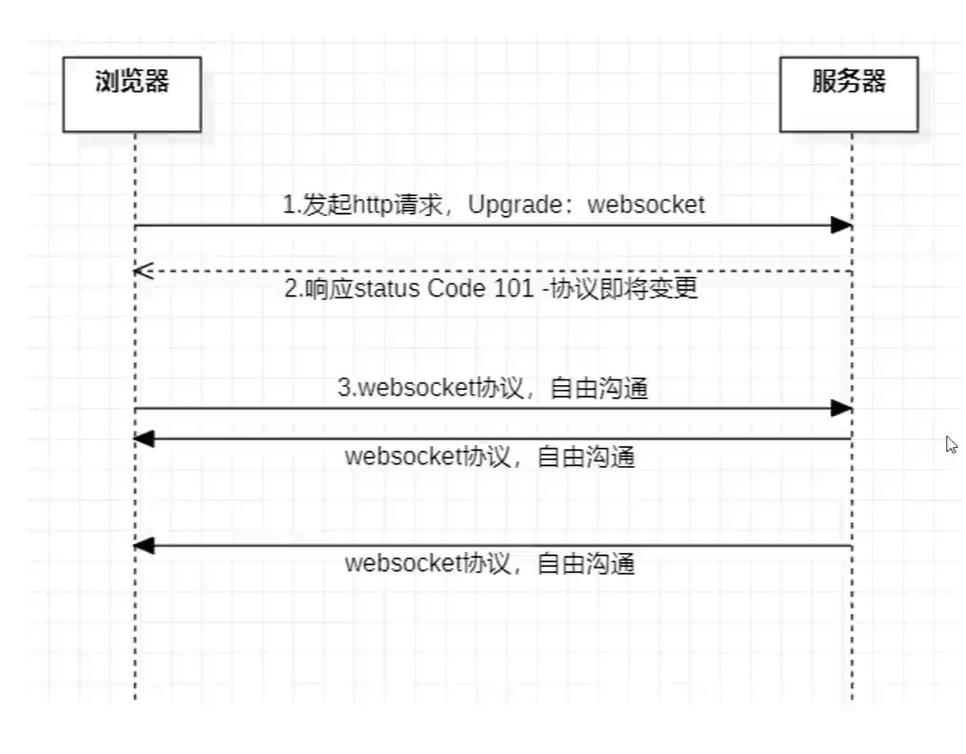 浏览器
服务器
1.发起http请求，Upgrade：websocket
2.响应status Code 101 -协议即将变更
3.websocket协议，自由沟通
websocket协议，自由沟通
websocket协议，自由沟通